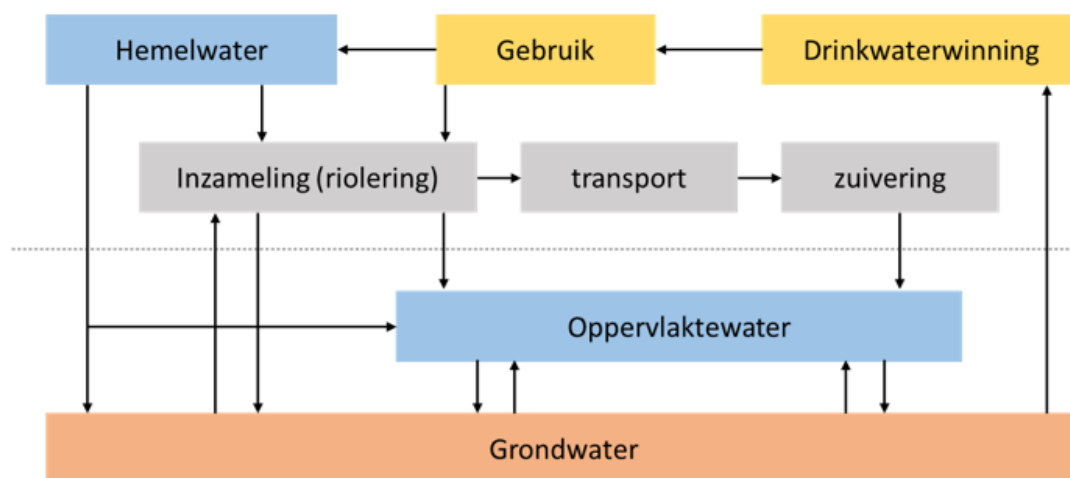 Hemelwater
Gebruik
Drinkwaterwinning
Inzameling (riolering)
transport
zuivering
Oppervlaktewater
Grondwater